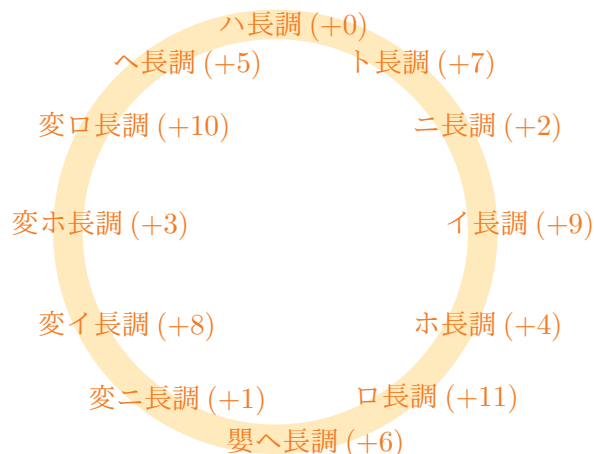 ハ長調 (+0)
ヘ長調 (+5)
ト長調 (+7)
変ロ長調 (+10)
ニ長調 (+2)
変ホ長調 (+3)
イ長調 (+9)
変イ長調 (+8)
ホ長調 (+4)
変ニ長調 (+1)
ロ長調 (+11)
嬰ヘ長調 (+6)